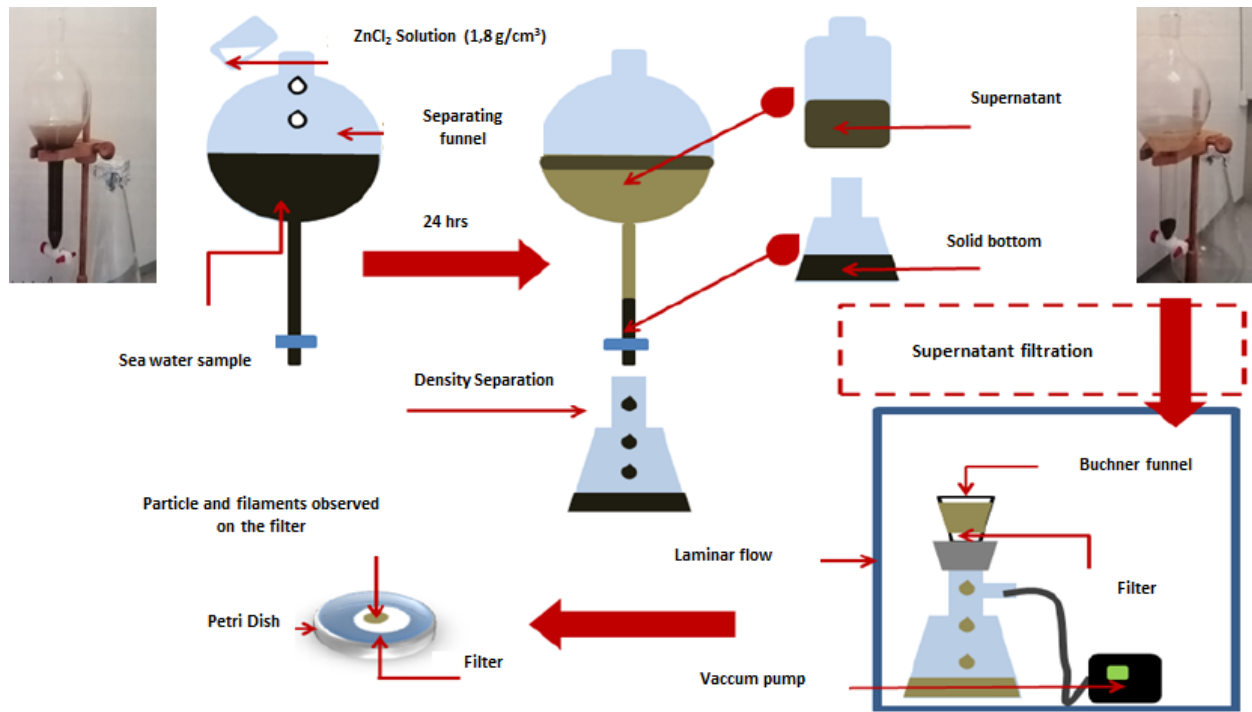 ZnCl₂ Solution (1,8 g/cm³)
Separating
funnel
Supernatant
24 hrs
Solid bottom
Sea water sample
Supernatant filtration
Density Separation
Buchner funnel
Particle and filaments observed
on the filter
Laminar flow
Filter
Petri Dish
Filter
Vaccum pump